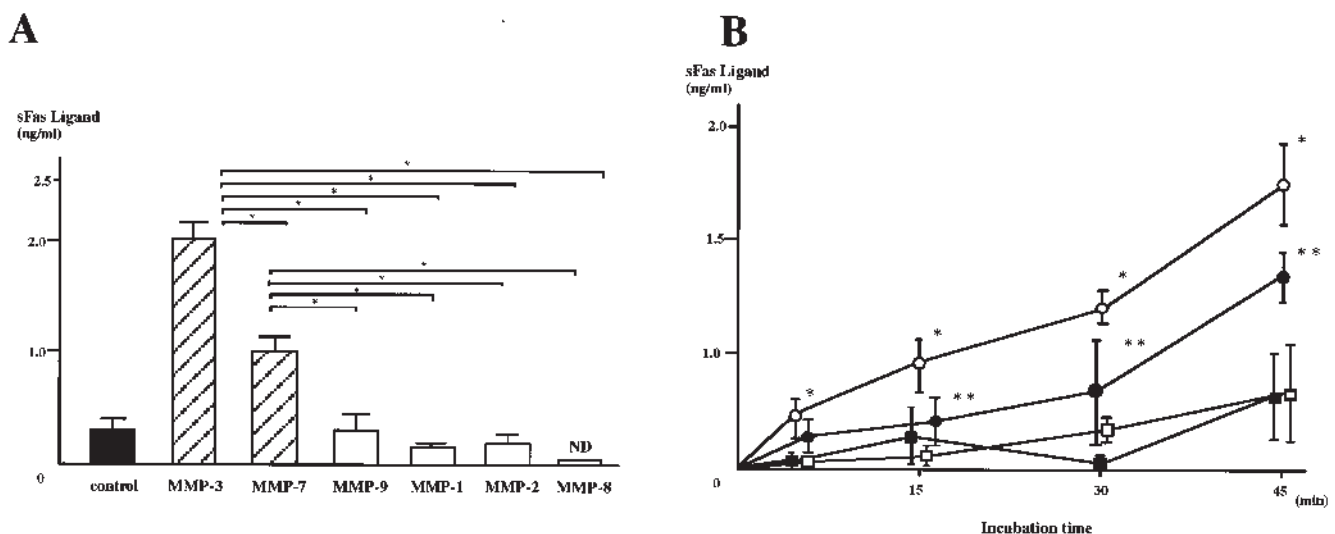 A
sFas Ligand
(ng/ml)
2.5
2.0
1.0
0
*
*
*
*
*
*
*
*
*
ND
control MMP-3 MMP-7 MMP-9 MMP-1 MMP-2 MMP-8
B
sFas Ligand
(ng/ml)
2.0
1.5
1.0
0
*
**
*
**
*
**
*
15 30 45 (min)
Incubation time